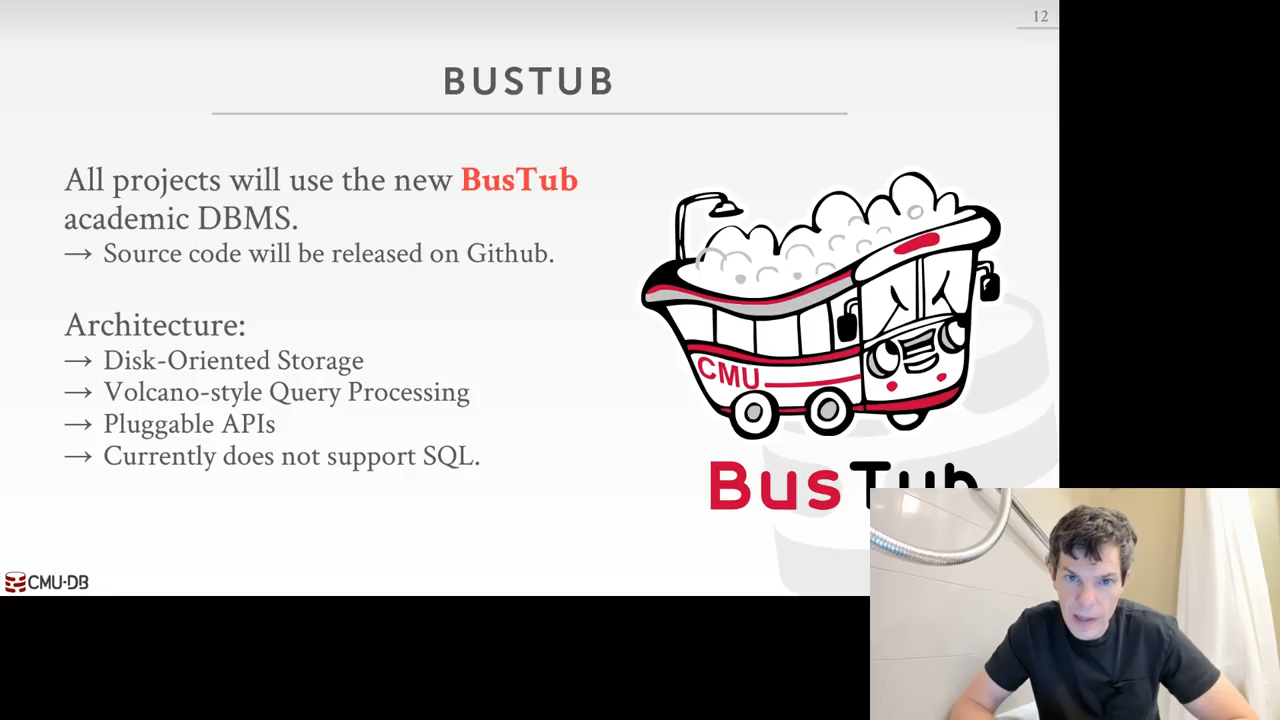 12
BUSTUB
All projects will use the new BusTub
academic DBMS.
→ Source code will be released on Github.
Architecture:
→ Disk-Oriented Storage
→ Volcano-style Query Processing
→ Pluggable APIs
→ Currently does not support SQL.
CMU
BusTub
CMU·DB